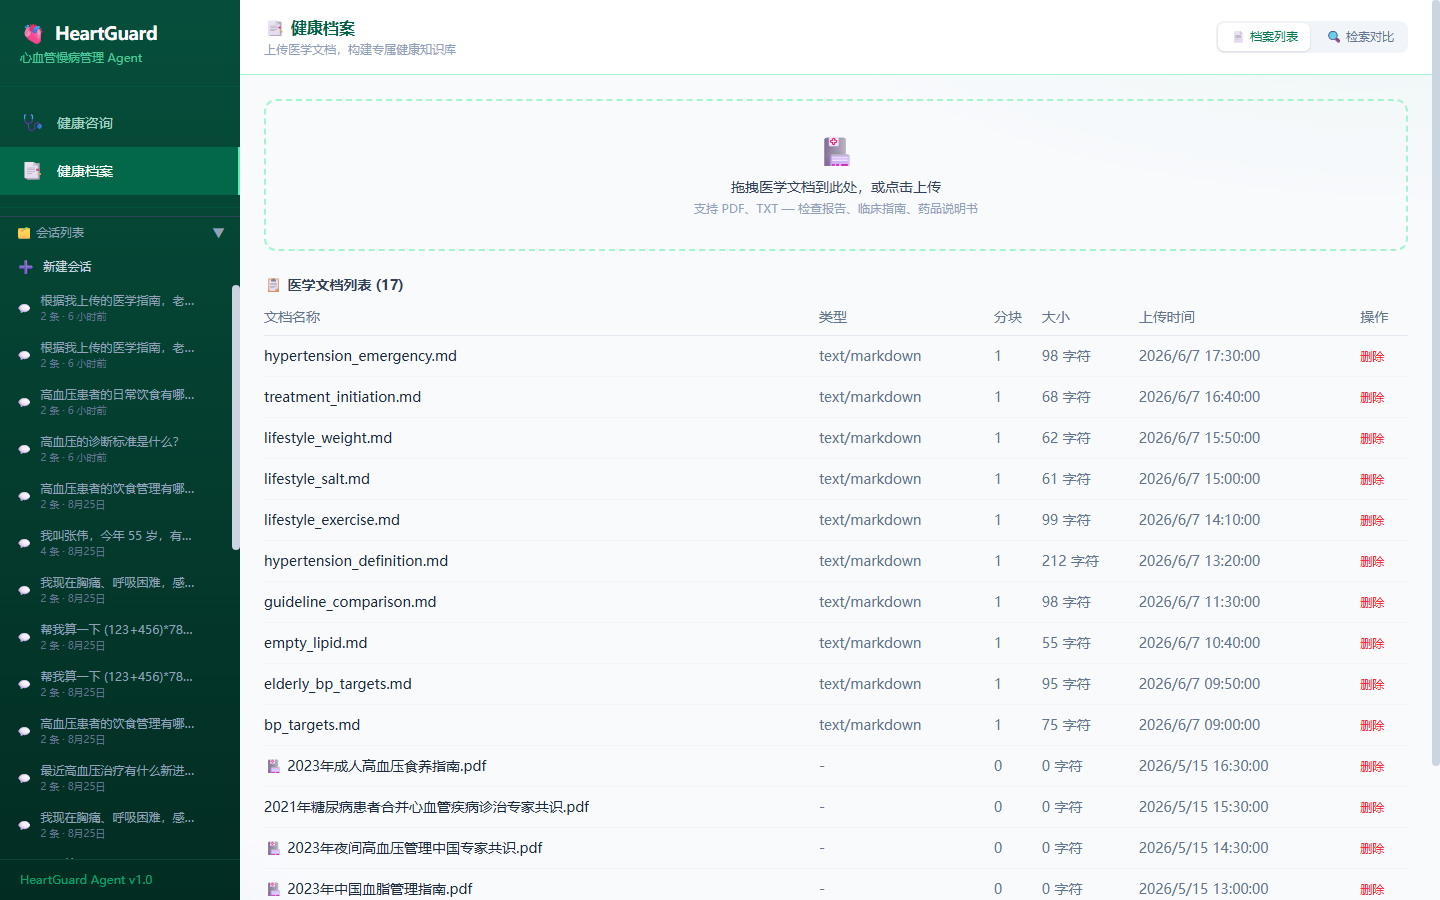 HeartGuard
心血管慢病管理 Agent
健康咨询
健康档案
会话列表
新建会话
根据我上传的医学指南，老...
2 条 · 6 小时前
根据我上传的医学指南，老...
2 条 · 6 小时前
高血压患者的日常饮食有哪...
2 条 · 6 小时前
高血压的诊断标准是什么?
2 条 · 6 小时前
高血压患者的饮食管理有哪...
2 条 · 8月25日
我叫张伟，今年 55 岁，有...
4 条 · 8月25日
我现在胸痛、呼吸困难，感...
2 条 · 8月25日
帮我算一下 (123+456)*78...
2 条 · 8月25日
帮我算一下 (123+456)*78...
2 条 · 8月25日
高血压患者的饮食管理有哪...
2 条 · 8月25日
最近高血压治疗有什么新进...
2 条 · 8月25日
我现在胸痛、呼吸困难，感...
2 条 · 8月25日
HeartGuard Agent v1.0
健康档案
上传医学文档，构建专属健康知识库
档案列表
检索对比
拖拽医学文档到此处，或点击上传
支持 PDF、TXT — 检查报告、临床指南、药品说明书
医学文档列表 (17)
文档名称 类型 分块 大小 上传时间 操作
hypertension_emergency.md text/markdown 1 98 字符 2026/6/7 17:30:00 删除
treatment_initiation.md text/markdown 1 68 字符 2026/6/7 16:40:00 删除
lifestyle_weight.md text/markdown 1 62 字符 2026/6/7 15:50:00 删除
lifestyle_salt.md text/markdown 1 61 字符 2026/6/7 15:00:00 删除
lifestyle_exercise.md text/markdown 1 99 字符 2026/6/7 14:10:00 删除
hypertension_definition.md text/markdown 1 212 字符 2026/6/7 13:20:00 删除
guideline_comparison.md text/markdown 1 98 字符 2026/6/7 11:30:00 删除
empty_lipid.md text/markdown 1 55 字符 2026/6/7 10:40:00 删除
elderly_bp_targets.md text/markdown 1 95 字符 2026/6/7 09:50:00 删除
bp_targets.md text/markdown 1 75 字符 2026/6/7 09:00:00 删除
2023年成人高血压食养指南.pdf - 0 0 字符 2026/5/15 16:30:00 删除
2021年糖尿病患者合并心血管疾病诊治专家共识.pdf - 0 0 字符 2026/5/15 15:30:00 删除
2023年夜间高血压管理中国专家共识.pdf - 0 0 字符 2026/5/15 14:30:00 删除
2023年中国血脂管理指南.pdf - 0 0 字符 2026/5/15 13:00:00 删除